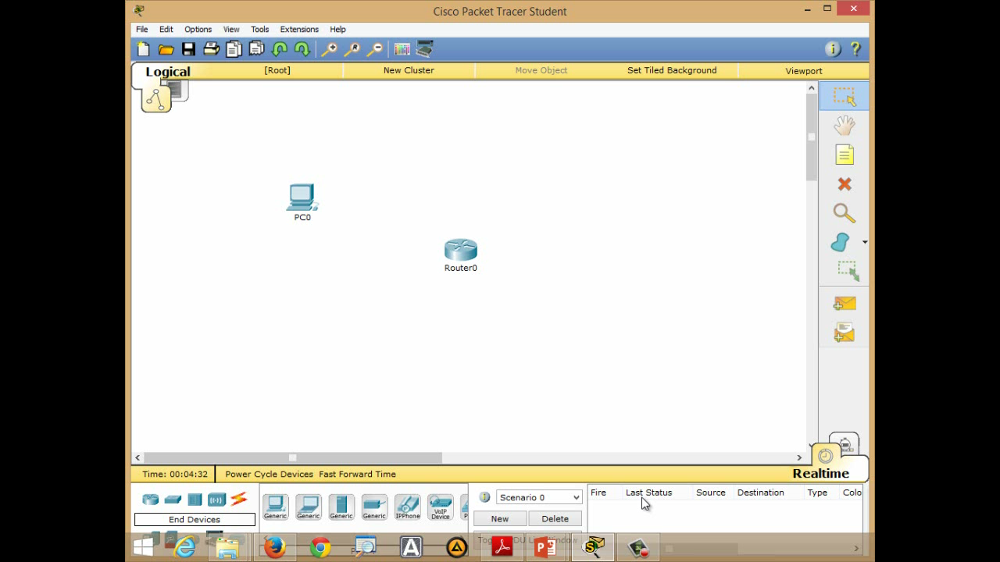 Cisco Packet Tracer Student
File Edit Options View Tools Extensions Help
Logical [Root] New Cluster Move Object Set Tiled Background Viewport
PC0
Router0
Time: 00:04:32 Power Cycle Devices Fast Forward Time Realtime
Fire Last Status Source Destination Type Colo
Scenario 0
Generic Generic Generic Generic IPPhone VoIP Device
End Devices
New Delete